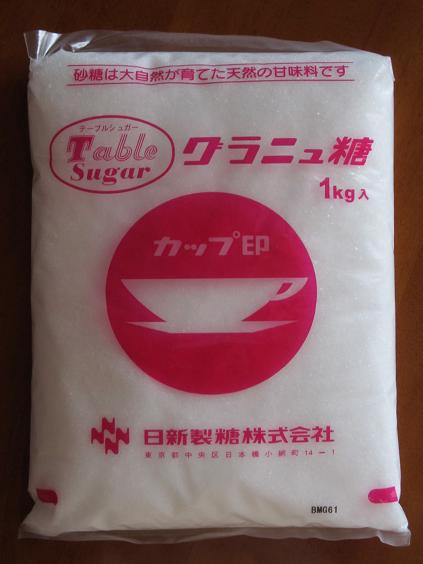 砂糖は大自然が育てた天然の甘味料です
テーブルシュガー
Table
Sugar
グラニュ糖
1kg入
カップ印
日新製糖株式会社
東京都中央区日本橋小網町14－1
BMG61